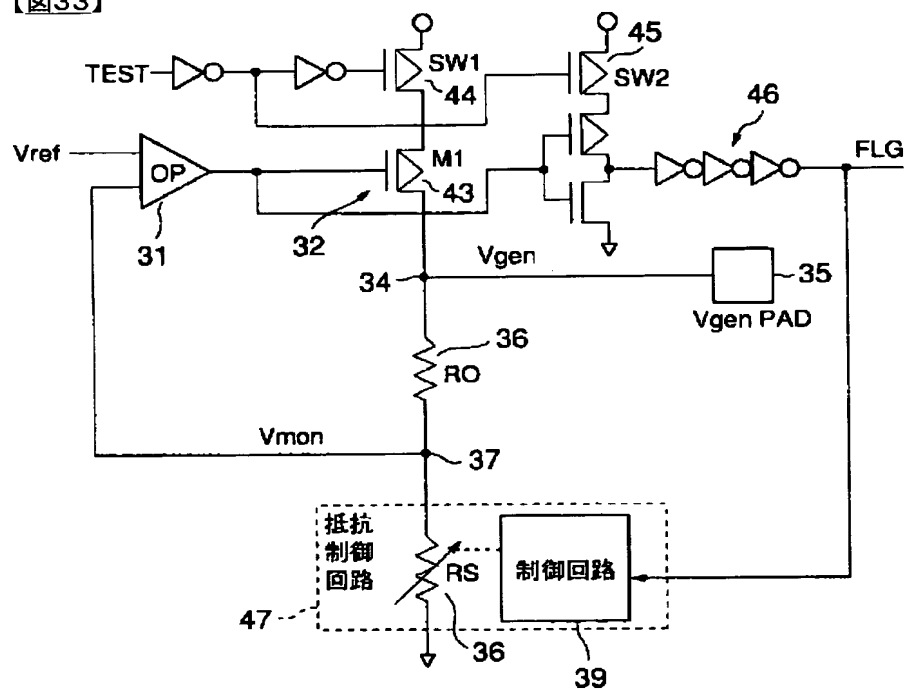 【図33】
TEST
SW1
44
45
SW2
46
Vref
OP
31
M1
43
32
FLG
34
Vgen
35
Vgen PAD
36
RO
Vmon
37
抵抗
制御
回路
RS
制御回路
47
36
39